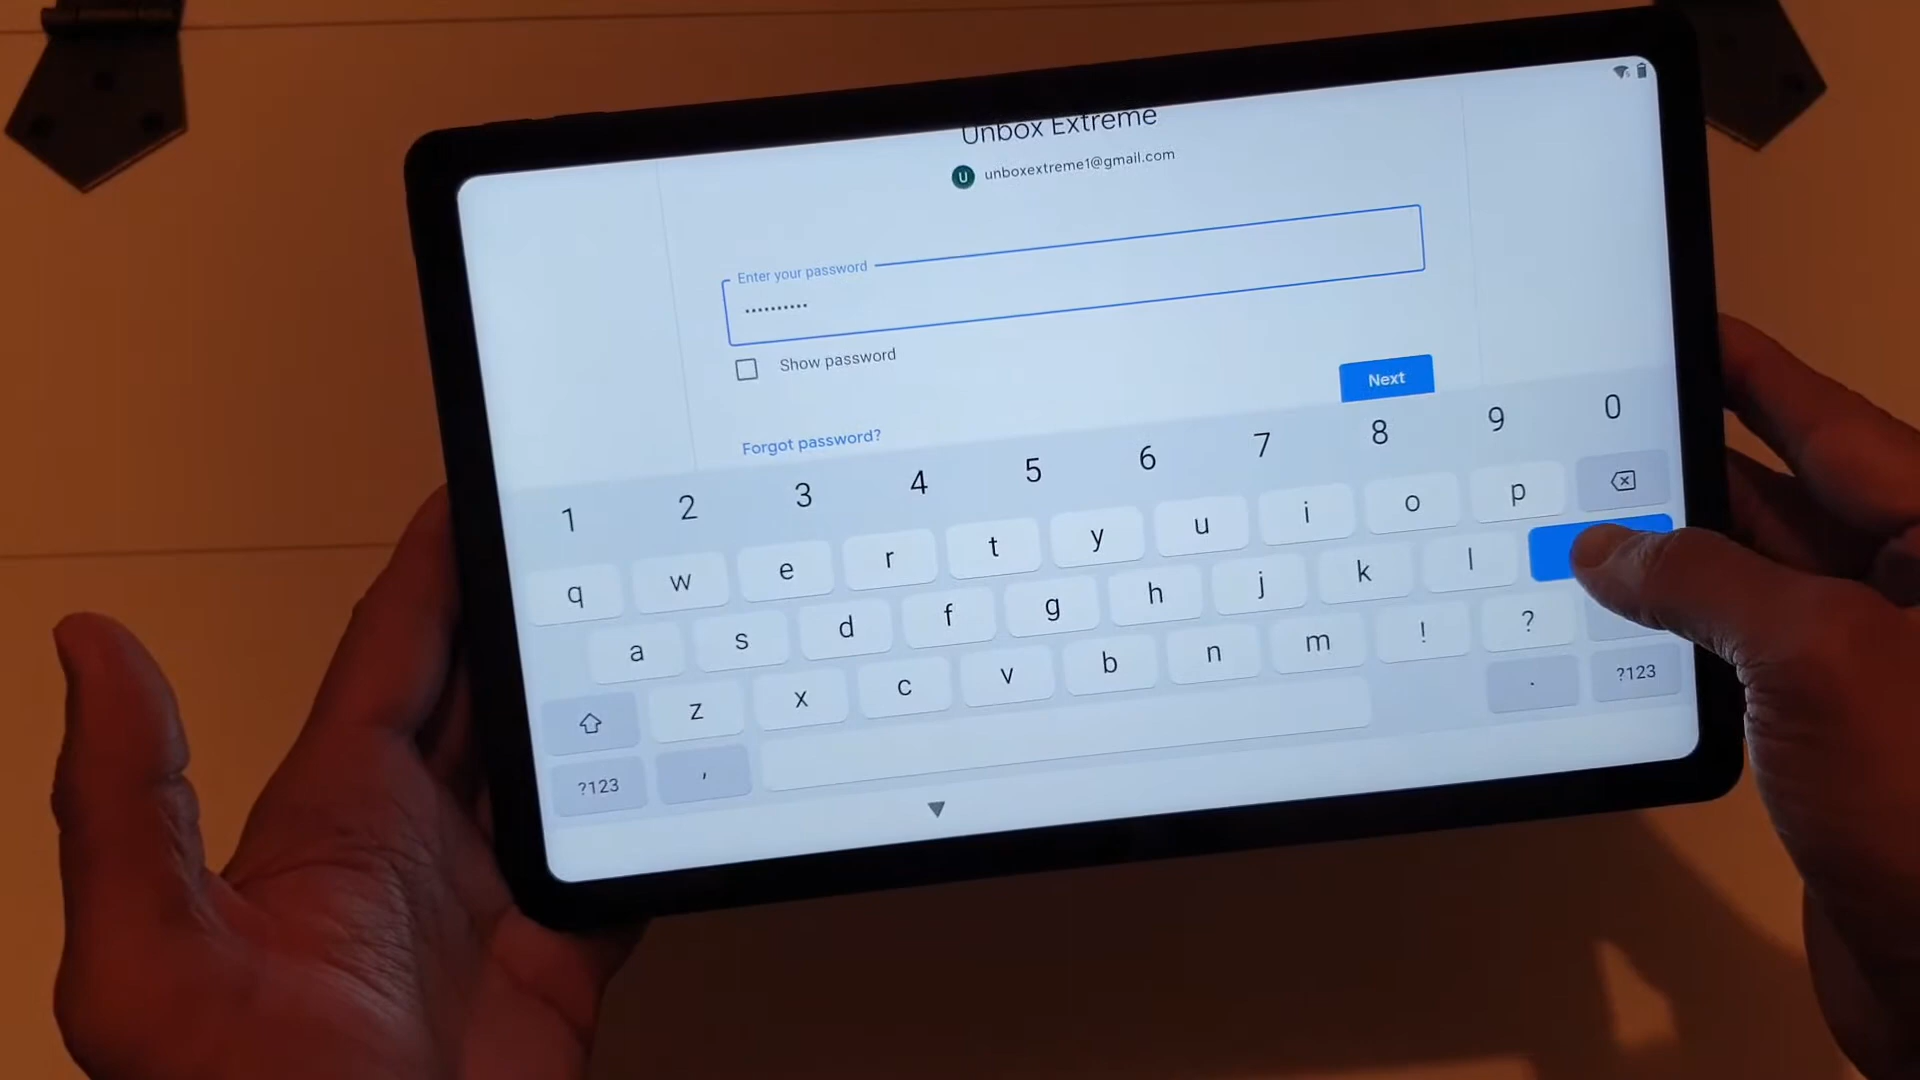 Unbox Extreme
U unboxextreme1@gmail.com
Enter your password
••••••••••
Show password
Next
Forgot password?
1 2 3 4 5 6 7 8 9 0
q w e r t y u i o p
a s d f g h j k l
z x c v b n m ! ?
?123 , . ?123